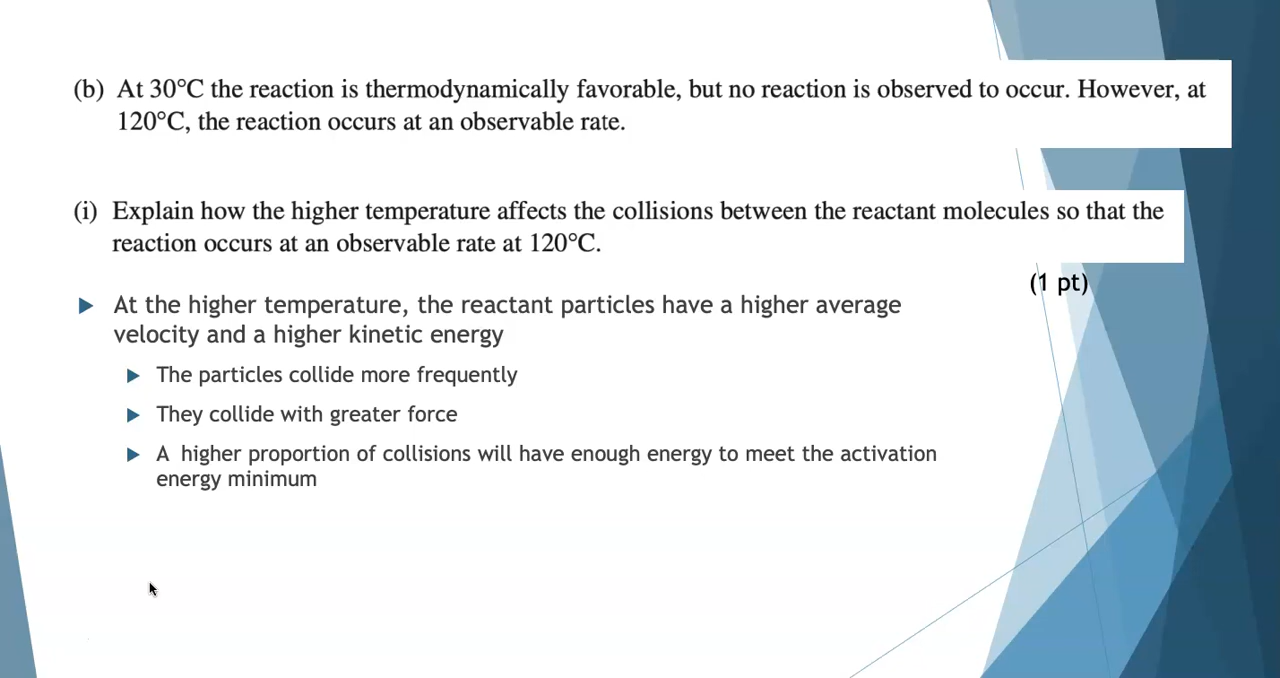 (b) At 30°C the reaction is thermodynamically favorable, but no reaction is observed to occur. However, at
120°C, the reaction occurs at an observable rate.
(i) Explain how the higher temperature affects the collisions between the reactant molecules so that the
reaction occurs at an observable rate at 120°C.
(1 pt)
At the higher temperature, the reactant particles have a higher average
velocity and a higher kinetic energy
The particles collide more frequently
They collide with greater force
A higher proportion of collisions will have enough energy to meet the activation
energy minimum